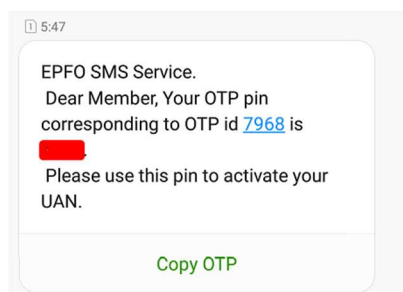 1 5:47
EPFO SMS Service.
Dear Member, Your OTP pin
corresponding to OTP id 7968 is
.
Please use this pin to activate your
UAN.
Copy OTP